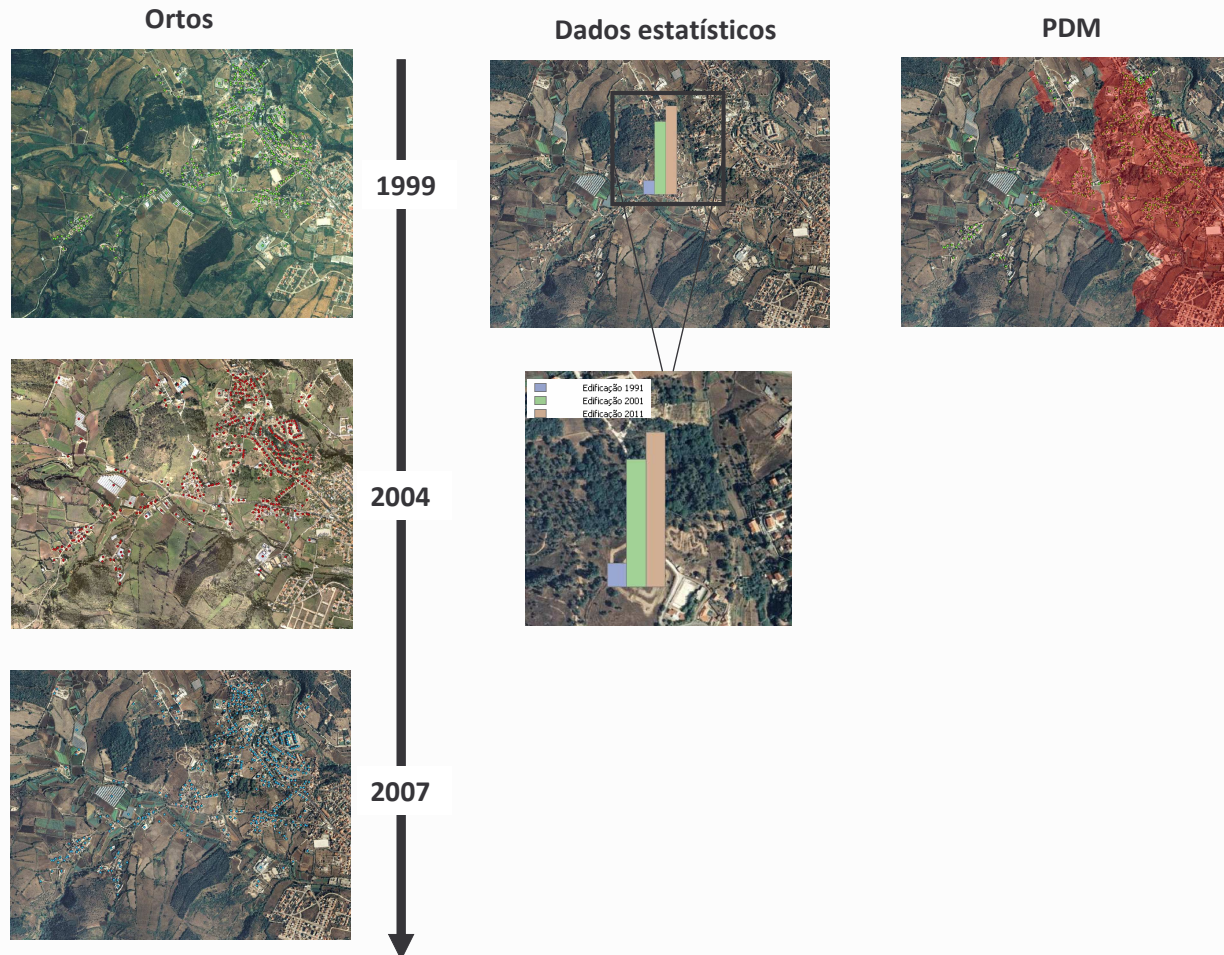 Ortos
Dados estatísticos
PDM
1999
2004
2007
Edificação 1991
Edificação 2001
Edificação 2011